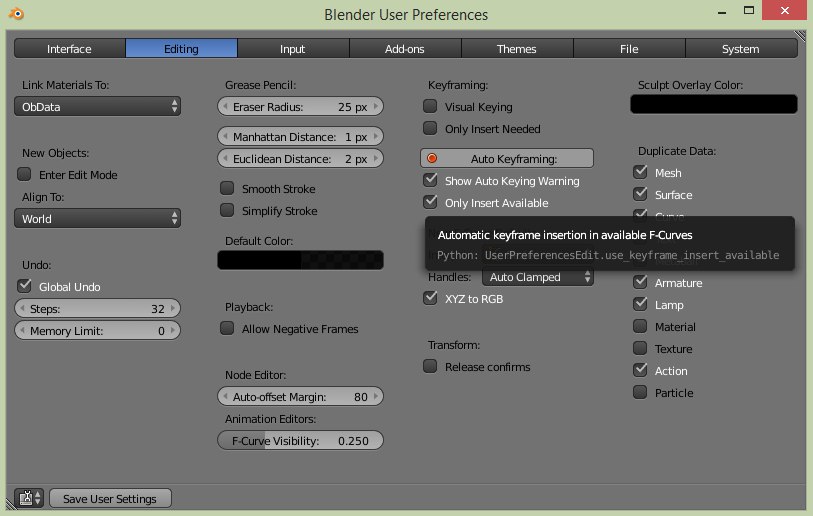 Blender User Preferences
Interface
Editing
Input
Add-ons
Themes
File
System
Link Materials To:
ObData
New Objects:
Enter Edit Mode
Align To:
World
Undo:
Global Undo
Steps: 32
Memory Limit: 0
Grease Pencil:
Eraser Radius: 25 px
Manhattan Distance: 1 px
Euclidean Distance: 2 px
Smooth Stroke
Simplify Stroke
Default Color:
Playback:
Allow Negative Frames
Node Editor:
Auto-offset Margin: 80
Animation Editors:
F-Curve Visibility: 0.250
Keyframing:
Visual Keying
Only Insert Needed
Auto Keyframing:
Show Auto Keying Warning
Only Insert Available
Automatic keyframe insertion in available F-Curves
Python: UserPreferencesEdit.use_keyframe_insert_available
Handles: Auto Clamped
XYZ to RGB
Transform:
Release confirms
Sculpt Overlay Color:
Duplicate Data:
Mesh
Surface
Curve
Armature
Lamp
Material
Texture
Action
Particle
Save User Settings